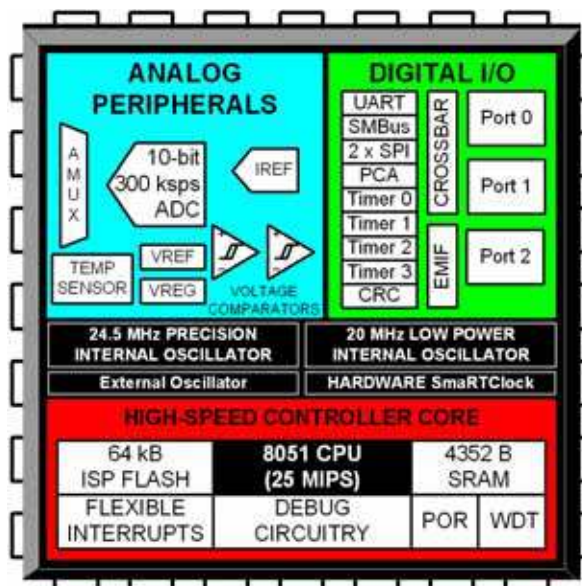 ANALOG
PERIPHERALS
AMUX
10-bit
300 ksps
ADC
IREF
TEMP
SENSOR
VREF
VREG
+
-
+
-
VOLTAGE
COMPARATORS
DIGITAL I/O
UART
SMBus
2 x SPI
PCA
Timer 0
Timer 1
Timer 2
Timer 3
CRC
CROSSBAR
EMIF
Port 0
Port 1
Port 2
24.5 MHz PRECISION
INTERNAL OSCILLATOR
20 MHz LOW POWER
INTERNAL OSCILLATOR
External Oscillator
HARDWARE SmaRTClock
HIGH-SPEED CONTROLLER CORE
64 kB
ISP FLASH
8051 CPU
(25 MIPS)
4352 B
SRAM
FLEXIBLE
INTERRUPTS
DEBUG
CIRCUITRY
POR
WDT